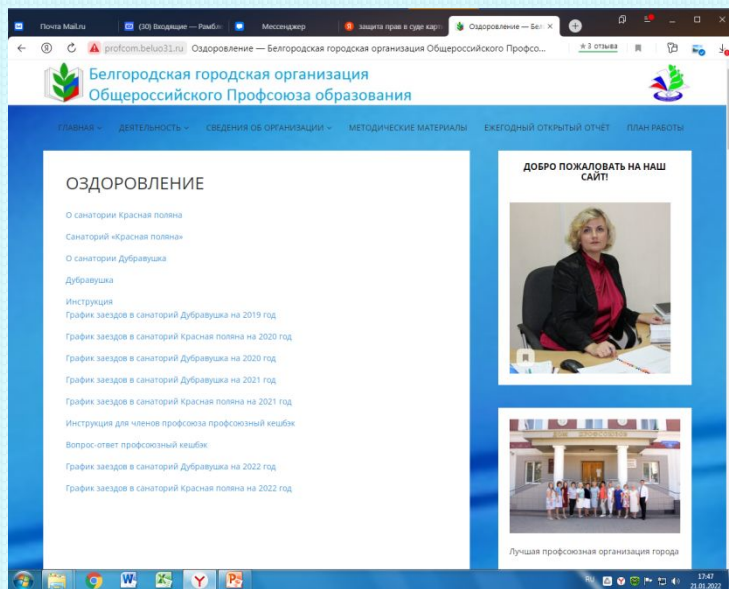 Почта Mail.ru
(30) Входящие — Рамбл
Мессенджер
защита прав в суде карт
Оздоровление — Бел
profcom.beluo31.ru Оздоровление — Белгородская городская организация Общероссийского Профсо...
★ 3 отзыва
Белгородская городская организация
Общероссийского Профсоюза образования
ГЛАВНАЯ ДЕЯТЕЛЬНОСТЬ СВЕДЕНИЯ ОБ ОРГАНИЗАЦИИ МЕТОДИЧЕСКИЕ МАТЕРИАЛЫ ЕЖЕГОДНЫЙ ОТКРЫТЫЙ ОТЧЕТ ПЛАН РАБОТЫ
ОЗДОРОВЛЕНИЕ
О санатории Красная поляна
Санаторий «Красная поляна»
О санатории Дубравушка
Дубравушка
Инструкция
График заездов в санаторий Дубравушка на 2019 год
График заездов в санаторий Красная поляна на 2020 год
График заездов в санаторий Дубравушка на 2020 год
График заездов в санаторий Дубравушка на 2021 год
График заездов в санаторий Красная поляна на 2021 год
Инструкция для членов профсоюза профсоюзный кешбэк
Вопрос-ответ профсоюзный кешбэк
График заездов в санаторий Дубравушка на 2022 год
График заездов в санаторий Красная поляна на 2022 год
ДОБРО ПОЖАЛОВАТЬ НА НАШ
САЙТ!
ДОМ ПРОФСОЮЗОВ
Лучшая профсоюзная организация города
RU
17:47
21.01.2022